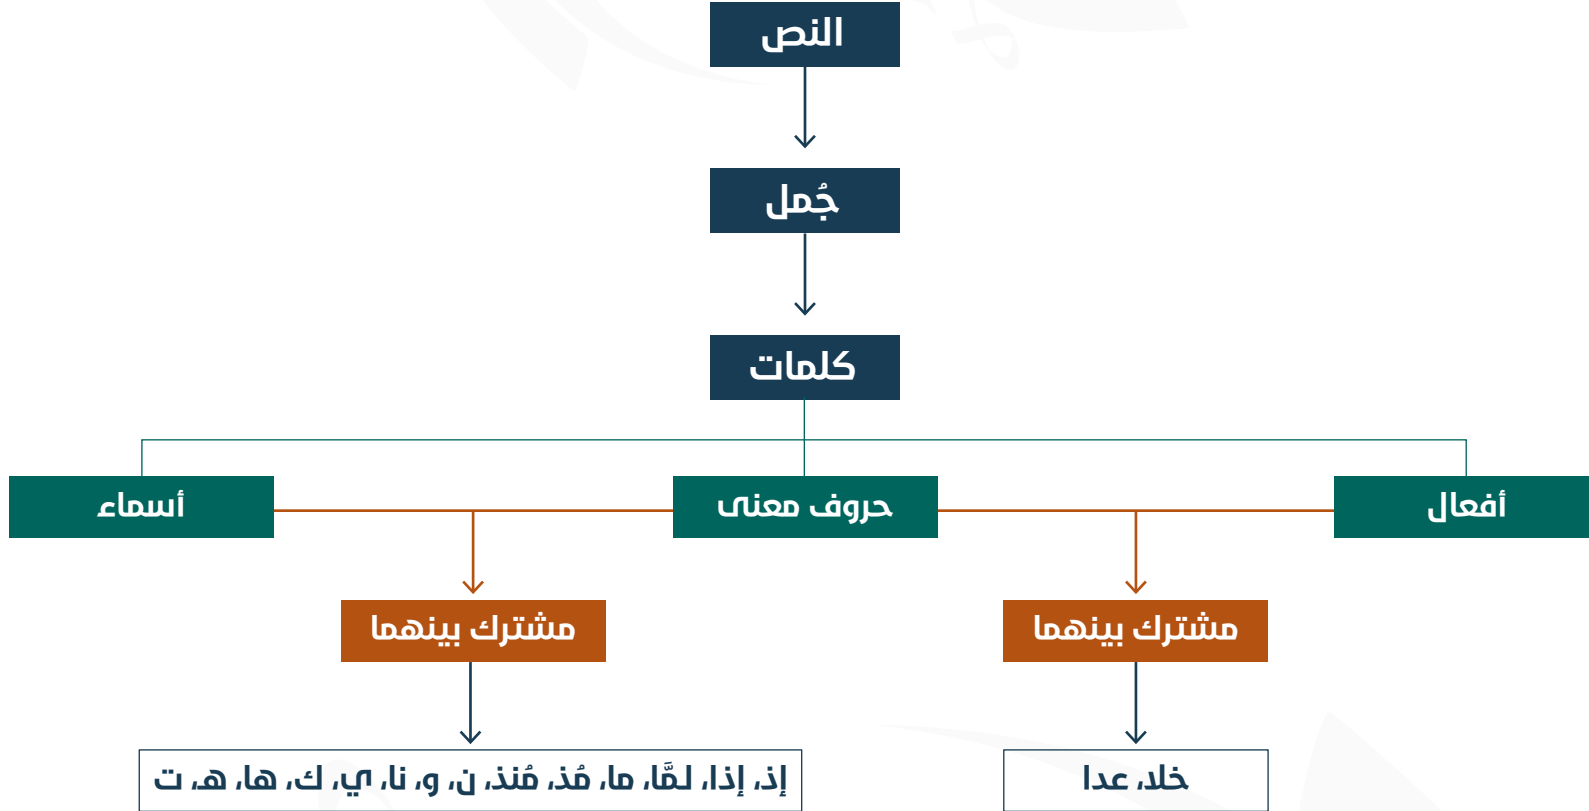 النص
جُمل
كلمات
أفعال
حروف معنى
أسماء
مشترك بينهما
مشترك بينهما
خلا، عدا
إذ، إذا، لمَّا، ما، مُذ، مُنذ، ن، و، نا، ي، ك، ها، هـ، ت